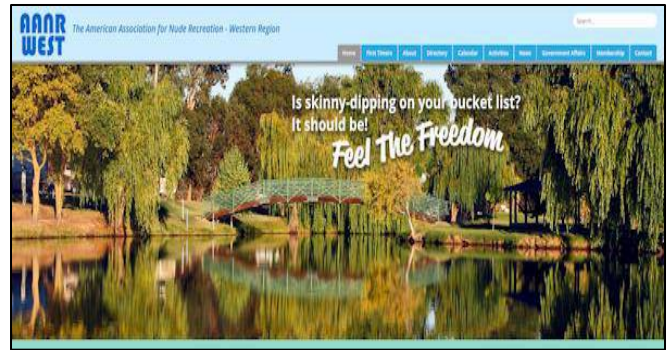 AANR
WEST
The American Association for Nude Recreation - Western Region
Search...
Home First Timers About Directory Calendar Activities News Government Affairs Membership Contact
Is skinny-dipping on your bucket list?
It should be!
Feel The Freedom